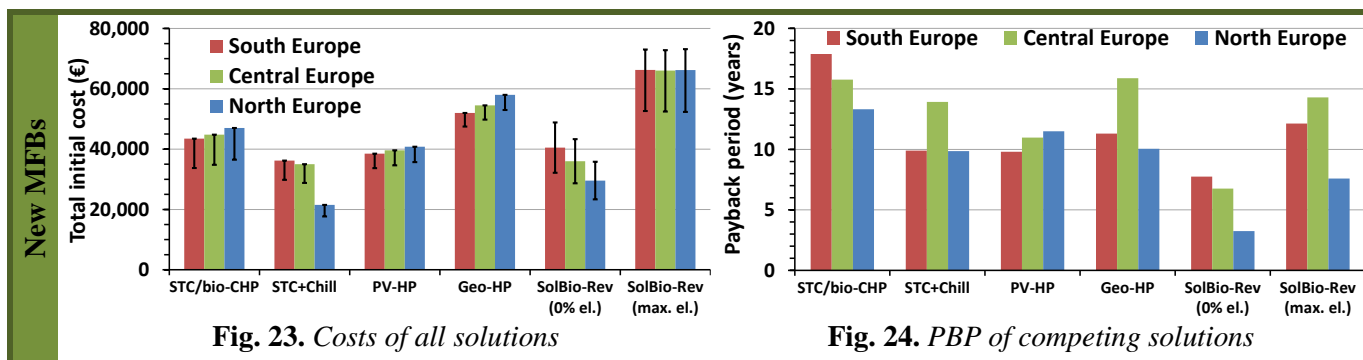 New MFBs
Total initial cost (€)
80,000
60,000
40,000
20,000
0
South Europe
Central Europe
North Europe
STC/bio-CHP
STC+Chill
PV-HP
Geo-HP
SolBio-Rev
(0% el.)
SolBio-Rev
(max. el.)
Fig. 23. Costs of all solutions
Payback period (years)
20
15
10
5
0
South Europe
Central Europe
North Europe
STC/bio-CHP
STC+Chill
PV-HP
Geo-HP
SolBio-Rev
(0% el.)
SolBio-Rev
(max. el.)
Fig. 24. PBP of competing solutions